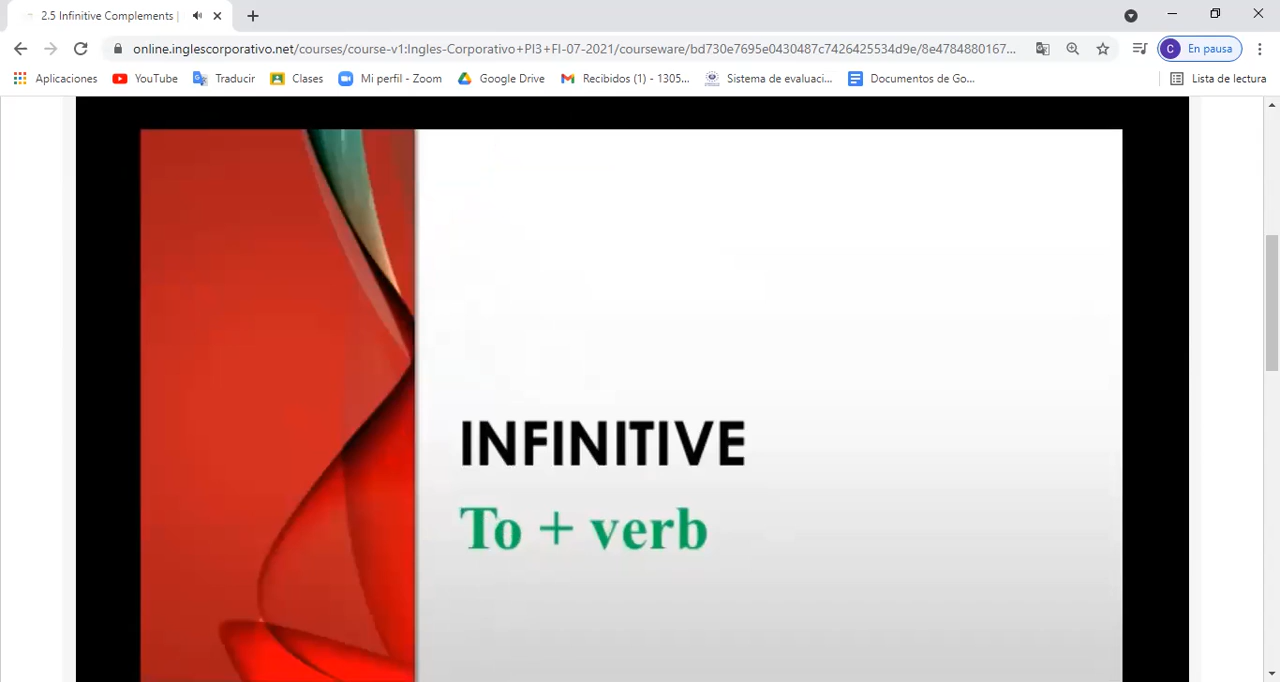 2.5 Infinitive Complements |
online.inglescorporativo.net/courses/course-v1:Ingles-Corporativo+PI3+FI-07-2021/courseware/bd730e7695e0430487c7426425534d9e/8e4784880167...
C En pausa
Aplicaciones YouTube Traducir Clases Mi perfil - Zoom Google Drive Recibidos (1) - 1305... Sistema de evaluaci... Documentos de Go... Lista de lectura
INFINITIVE
To + verb